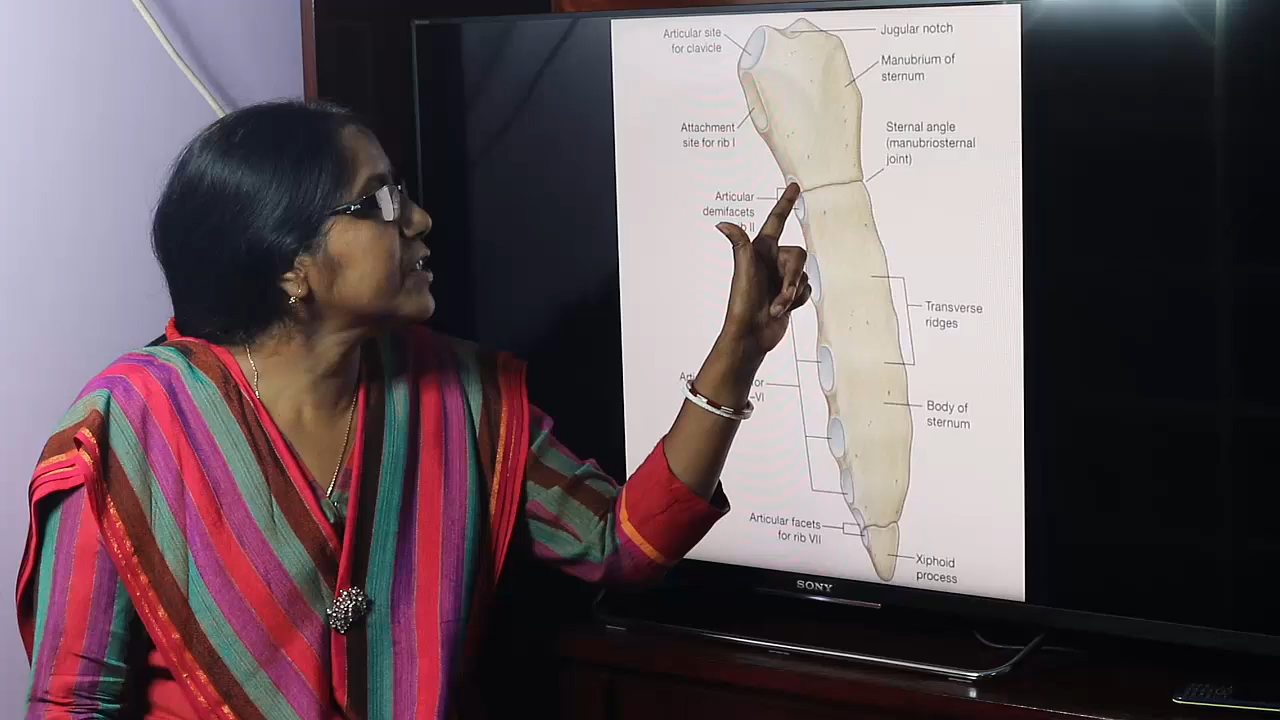 Articular site
for clavicle
Jugular notch
Manubrium of
sternum
Attachment
site for rib I
Sternal angle
(manubriosternal
joint)
Articular
demifacets
II
Transverse
ridges
Body of
sternum
Articular facets
for rib VII
Xiphoid
process
SONY